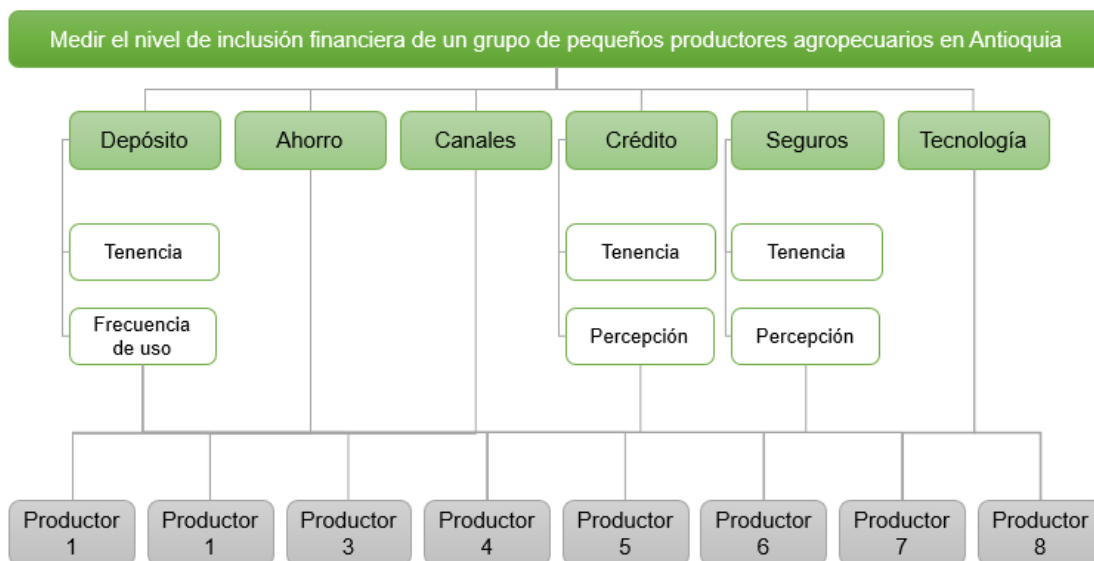 Medir el nivel de inclusión financiera de un grupo de pequeños productores agropecuarios en Antioquia
Depósito
Ahorro
Canales
Crédito
Seguros
Tecnología
Tenencia
Tenencia
Tenencia
Frecuencia
de uso
Percepción
Percepción
Productor
1
Productor
1
Productor
3
Productor
4
Productor
5
Productor
6
Productor
7
Productor
8